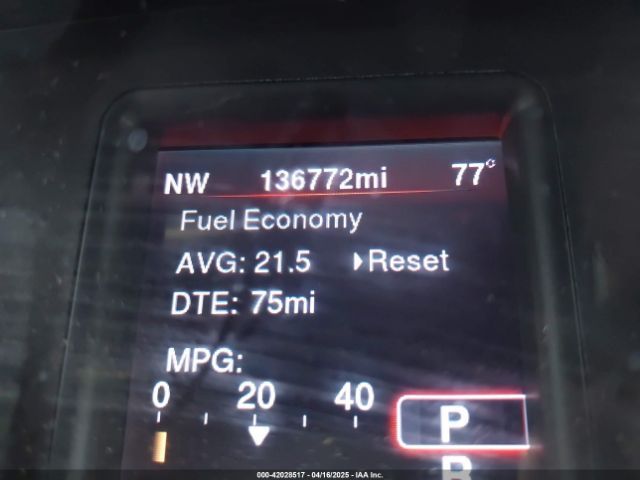 NW 136772mi 77°
Fuel Economy
AVG: 21.5 Reset
DTE: 75mi
MPG:
0 20 40
P
000-42028517 - 04/16/2025 - IAA Inc.